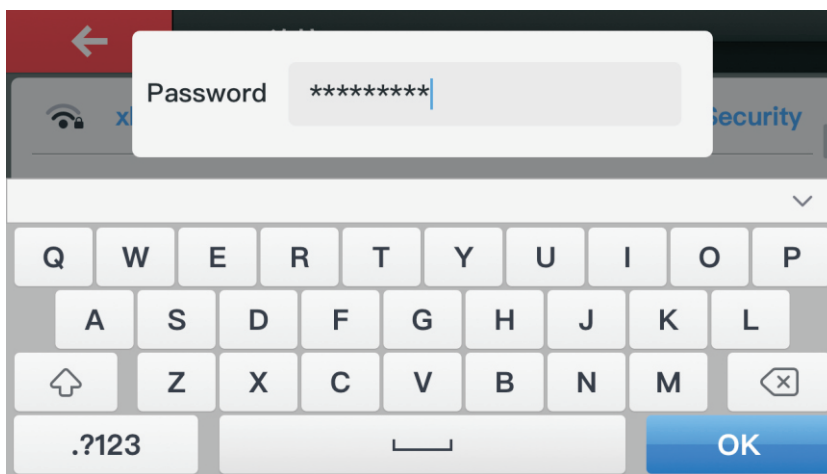 Password *********
Security
Q W E R T Y U I O P
A S D F G H J K L
Z X C V B N M
.?123 OK